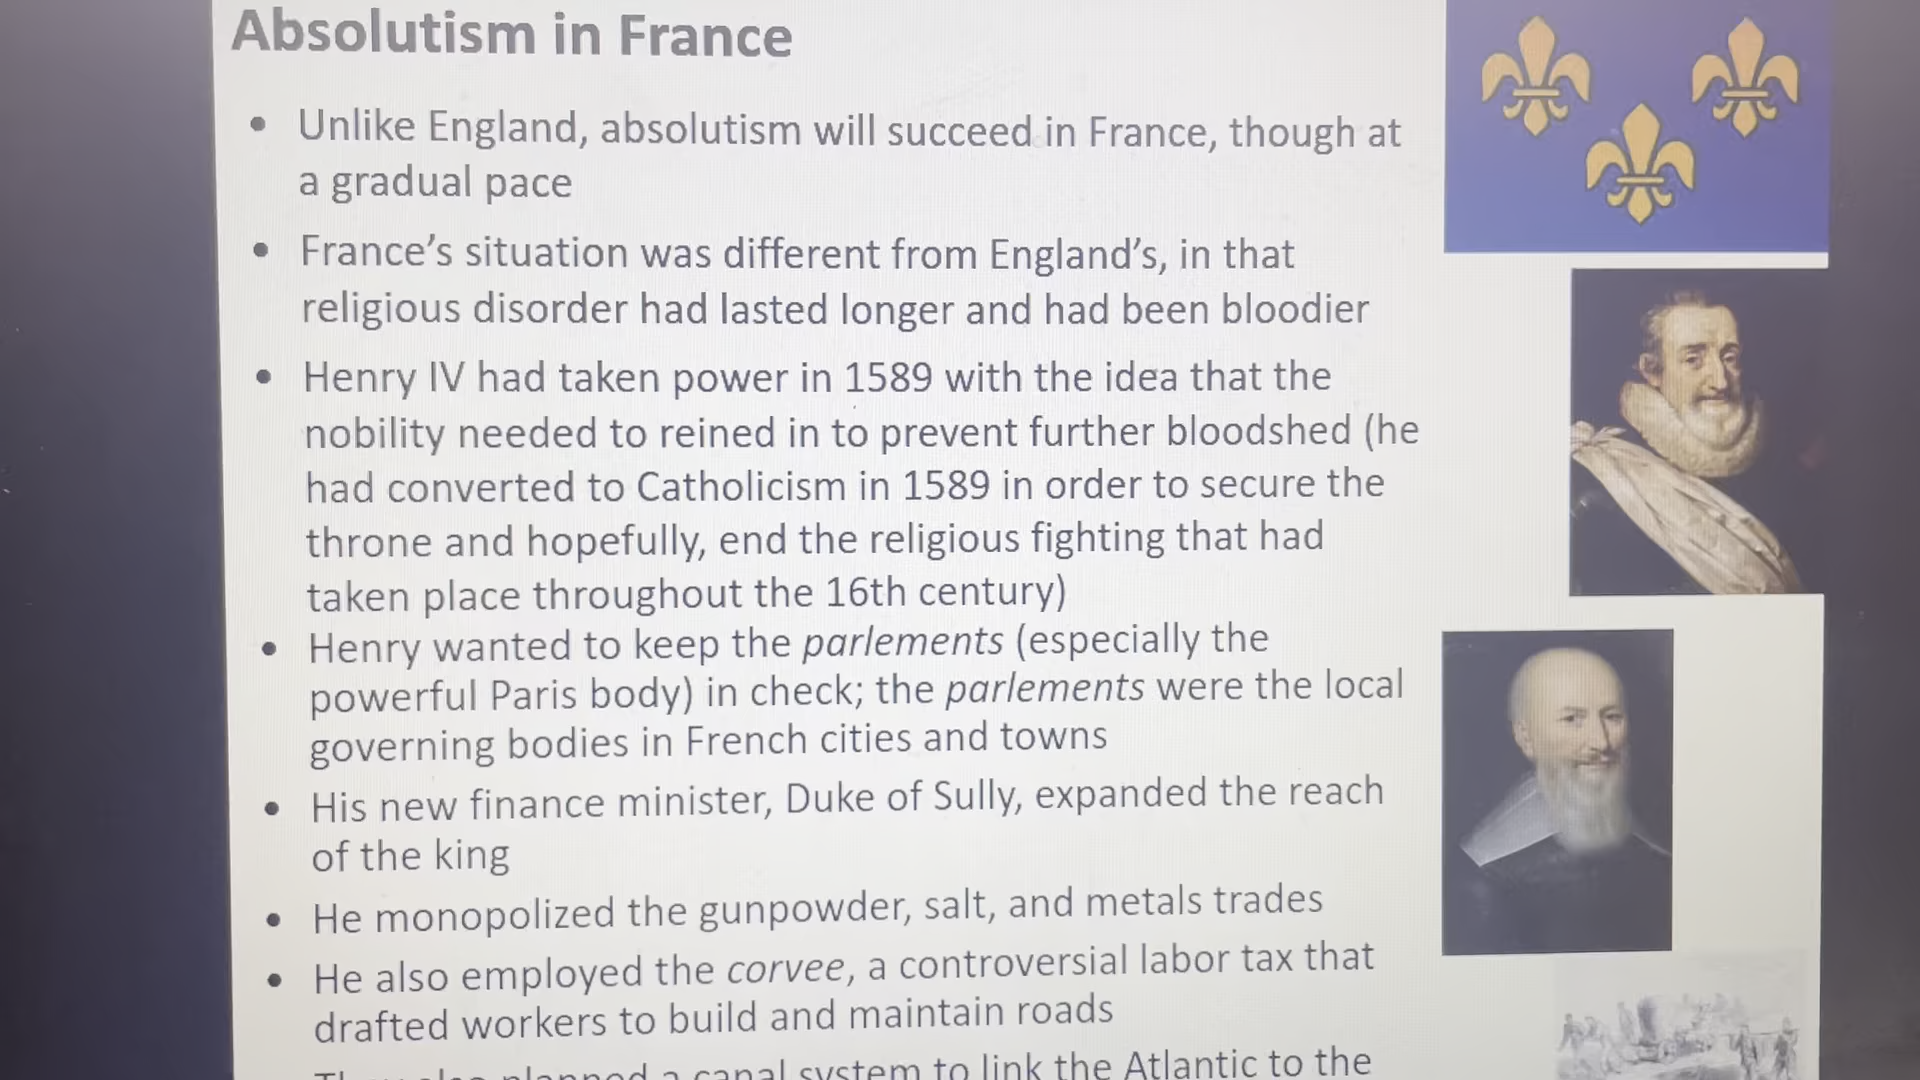 Absolutism in France
• Unlike England, absolutism will succeed in France, though at
a gradual pace
• France's situation was different from England's, in that
religious disorder had lasted longer and had been bloodier
• Henry IV had taken power in 1589 with the idea that the
nobility needed to reined in to prevent further bloodshed (he
had converted to Catholicism in 1589 in order to secure the
throne and hopefully, end the religious fighting that had
taken place throughout the 16th century)
• Henry wanted to keep the parlements (especially the
powerful Paris body) in check; the parlements were the local
governing bodies in French cities and towns
• His new finance minister, Duke of Sully, expanded the reach
of the king
• He monopolized the gunpowder, salt, and metals trades
• He also employed the corvee, a controversial labor tax that
drafted workers to build and maintain roads
They also planned a canal system to link the Atlantic to the